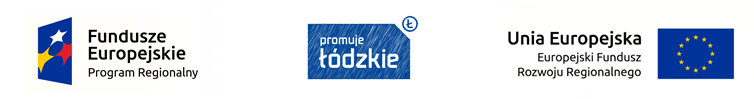 Fundusze
Europejskie
Program Regionalny
Ł
promuje
łódzkie
Unia Europejska
Europejski Fundusz
Rozwoju Regionalnego